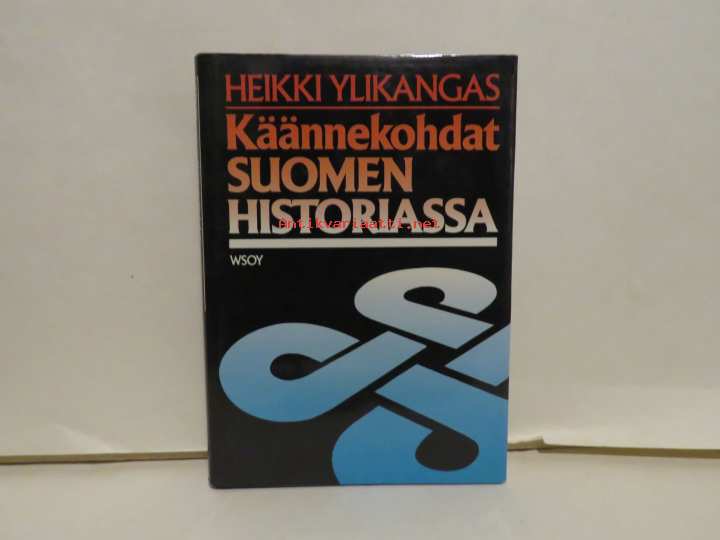 HEIKKI YLIKANGAS
Käännekohdat
SUOMEN
HISTORIASSA
Antikvariaatti.net
WSOY